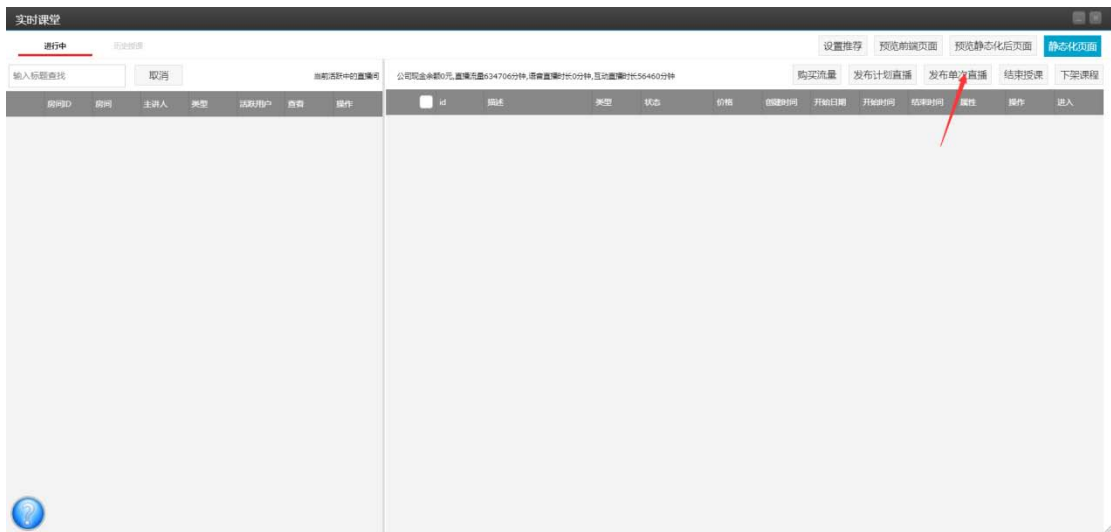 实时课堂
进行中 历史授课 设置推荐 预览前端页面 预览静态化后页面 静态化页面
输入标题查找 取消 当前活跃中的直播间 公司现金余额0元,直播流量634706分钟,语音直播时长0分钟,互动直播时长56460分钟 购买流量 发布计划直播 发布单次直播 结束授课 下架课程
房间ID 房间 主讲人 类型 活跃用户 查看 操作 id 描述 类型 状态 价格 创建时间 开始日期 开始时间 结束时间 属性 操作 进入